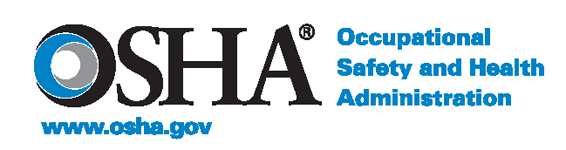 OSHA®
Occupational
Safety and Health
Administration
www.osha.gov